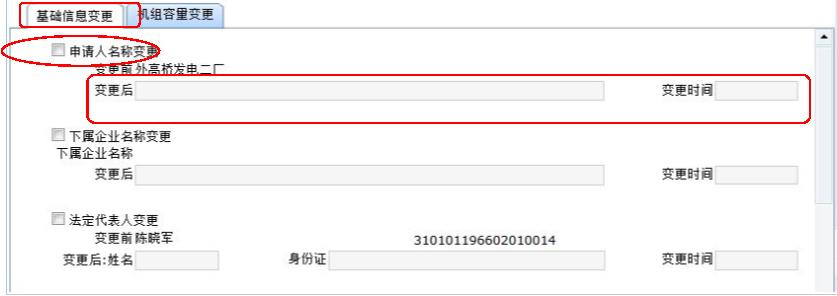 基础信息变更 机组容量变更
申请人名称变更
变更前 外高桥发电二厂
变更后 变更时间
下属企业名称变更
下属企业名称
变更后 变更时间
法定代表人变更
变更前 陈晓军 310101196602010014
变更后:姓名 身份证 变更时间